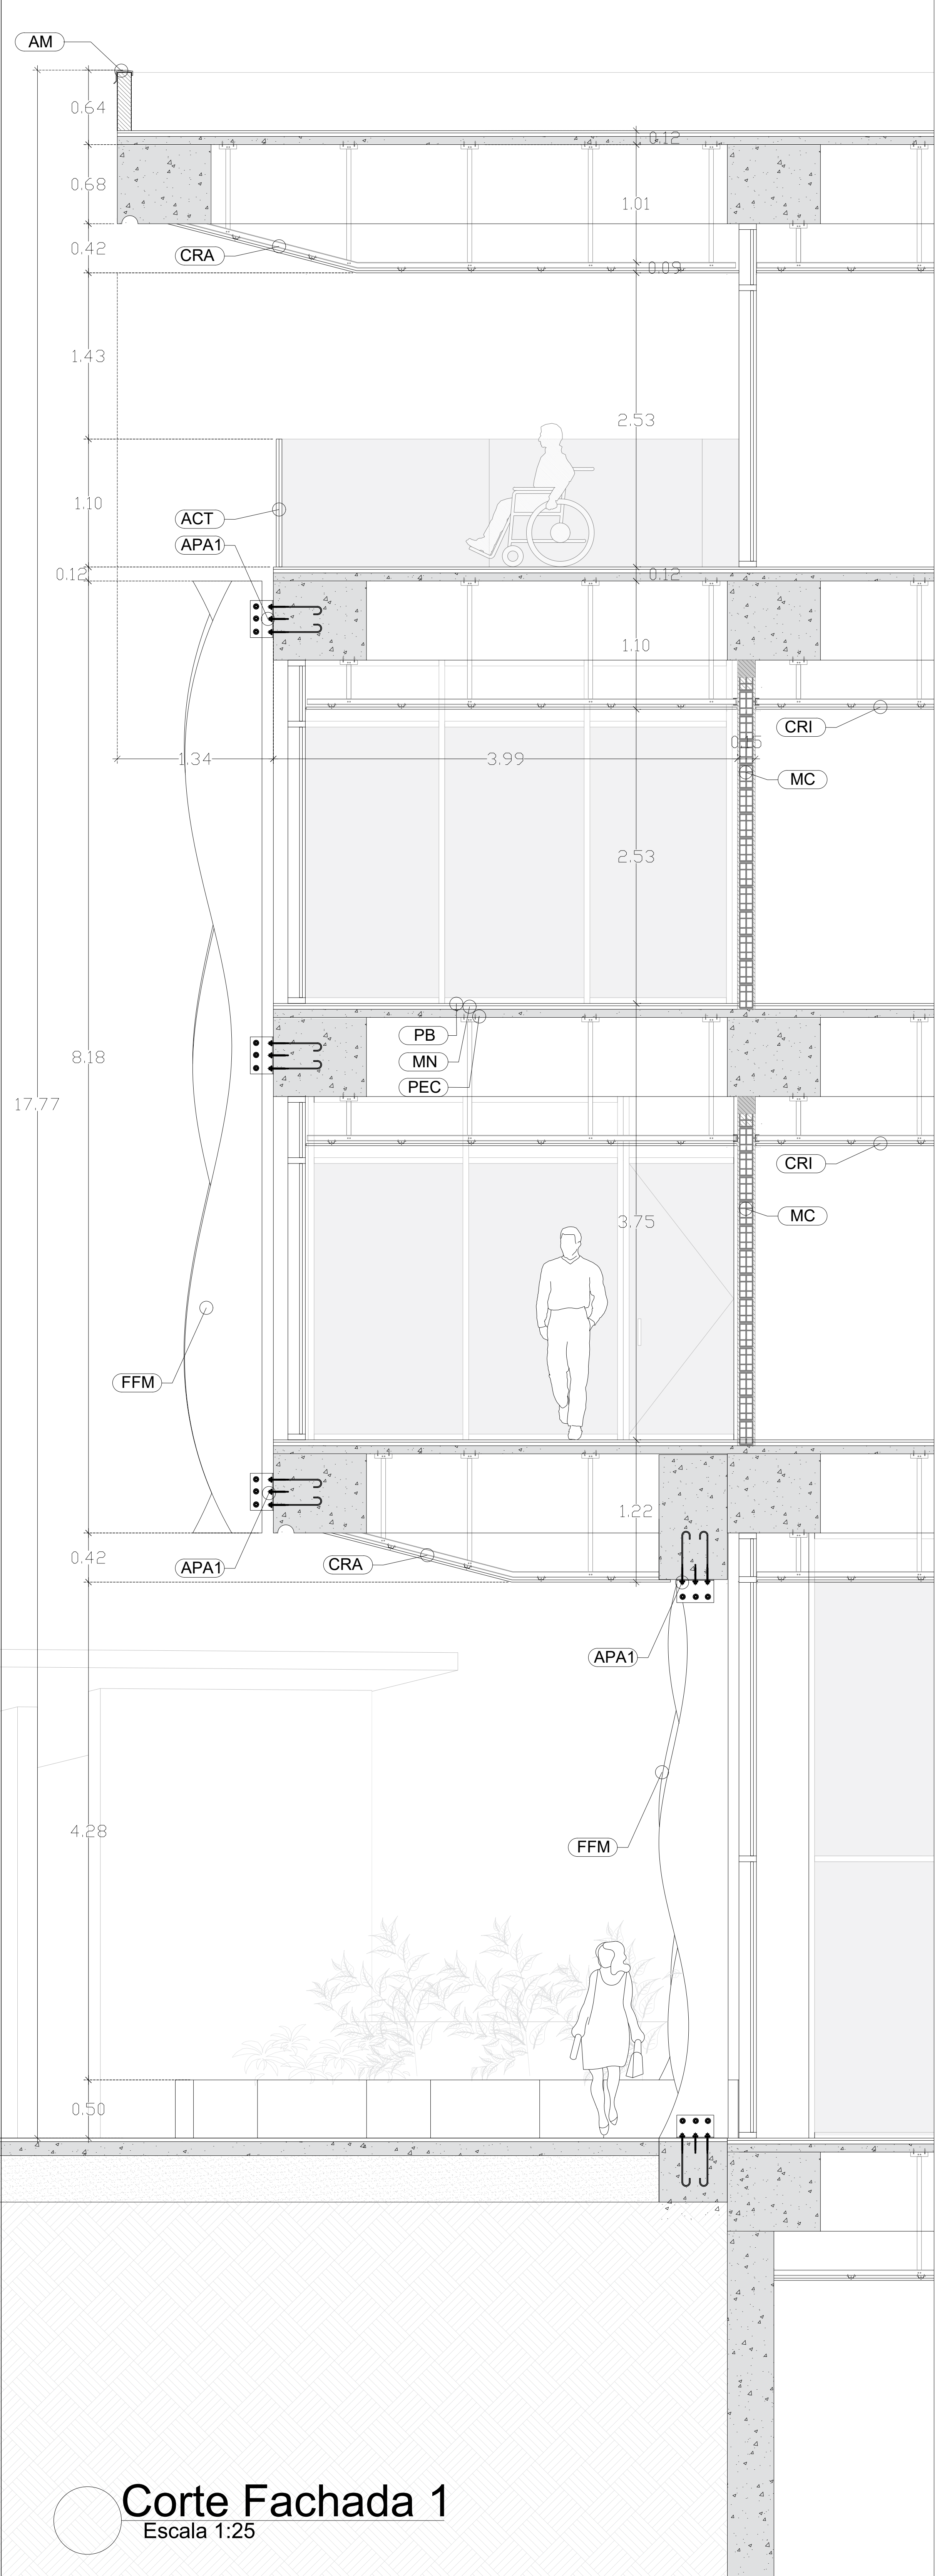 AM
0.64
0.12
0.68
1.01
CRA
0.42
0.09
1.43
2.53
1.10
ACT
APA1
0.12
0.12
1.10
CRI
1.34
3.99
0.15
MC
2.53
PB
8.18
MN
PEC
17.77
CRI
MC
3.75
FFM
1.22
0.42
CRA
APA1
APA1
4.28
FFM
0.50
Corte Fachada 1
Escala 1:25